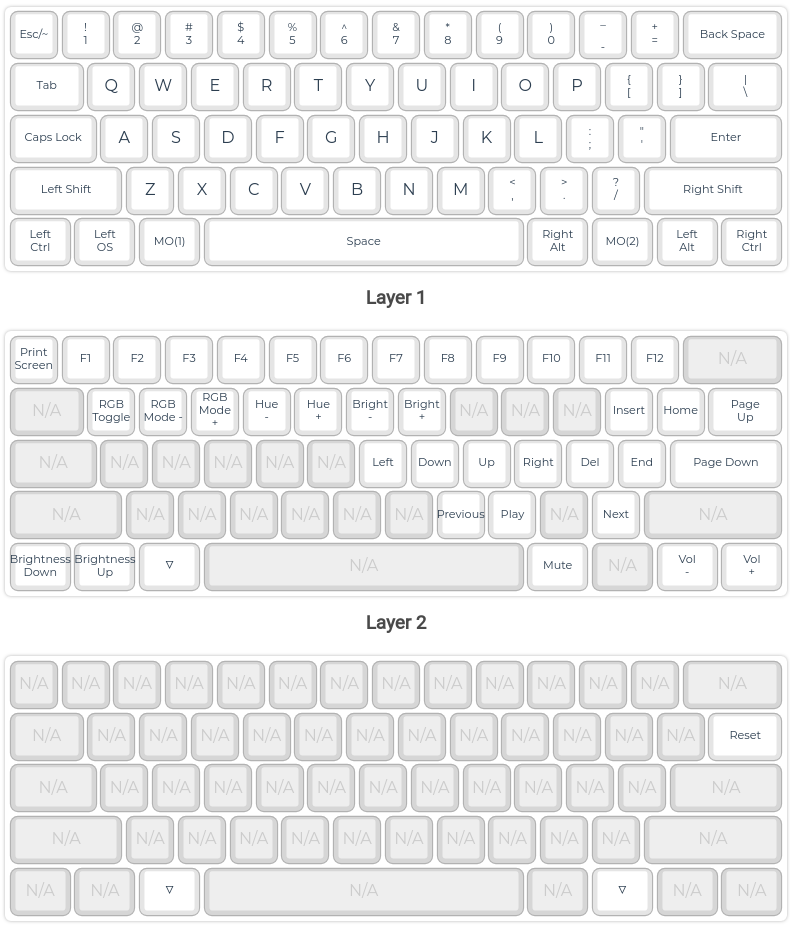 Esc/~ ! 1 @ 2 # 3 $ 4 % 5 ^ 6 & 7 * 8 ( 9 ) 0 _ - + = Back Space
Tab Q W E R T Y U I O P { [ } ] | \
Caps Lock A S D F G H J K L : ; " ' Enter
Left Shift Z X C V B N M < , > . ? / Right Shift
Left Ctrl Left OS MO(1) Space Right Alt MO(2) Left Alt Right Ctrl
Layer 1
Print Screen F1 F2 F3 F4 F5 F6 F7 F8 F9 F10 F11 F12 N/A
N/A RGB Toggle RGB Mode - RGB Mode + Hue - Hue + Bright - Bright + N/A N/A N/A Insert Home Page Up
N/A N/A N/A N/A N/A N/A Left Down Up Right Del End Page Down
N/A N/A N/A N/A N/A N/A N/A Previous Play N/A Next N/A
Brightness Down Brightness Up ▽ N/A Mute N/A Vol - Vol +
Layer 2
N/A N/A N/A N/A N/A N/A N/A N/A N/A N/A N/A N/A N/A N/A
N/A N/A N/A N/A N/A N/A N/A N/A N/A N/A N/A N/A N/A Reset
N/A N/A N/A N/A N/A N/A N/A N/A N/A N/A N/A N/A N/A
N/A N/A N/A N/A N/A N/A N/A N/A N/A N/A N/A N/A
N/A N/A ▽ N/A N/A ▽ N/A N/A